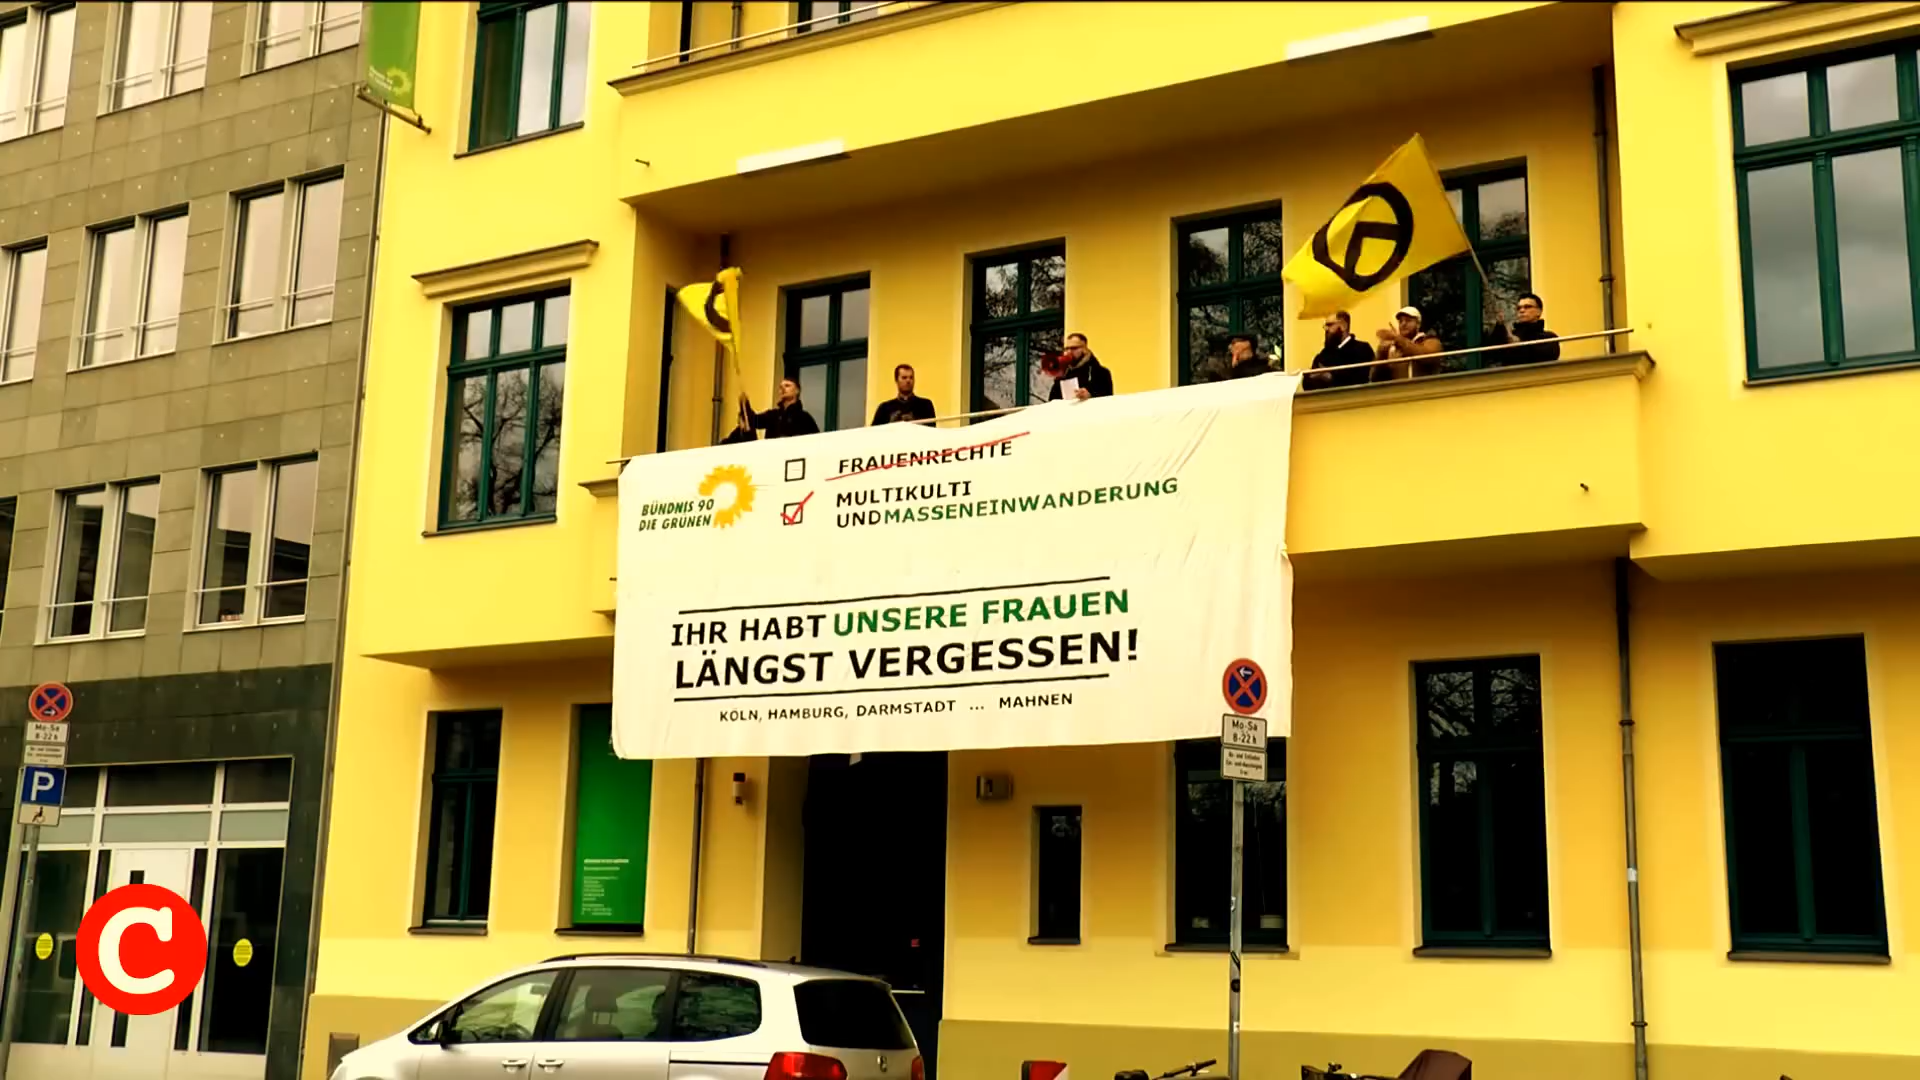 FRAUENRECHTE
BÜNDNIS 90
DIE GRÜNEN
MULTIKULTI
UND MASSENEINWANDERUNG
IHR HABT UNSERE FRAUEN
LÄNGST VERGESSEN!
KÖLN, HAMBURG, DARMSTADT ... MAHNEN
Mo-Sa
8-22 h
Mo-Sa
8-22 h
P
C